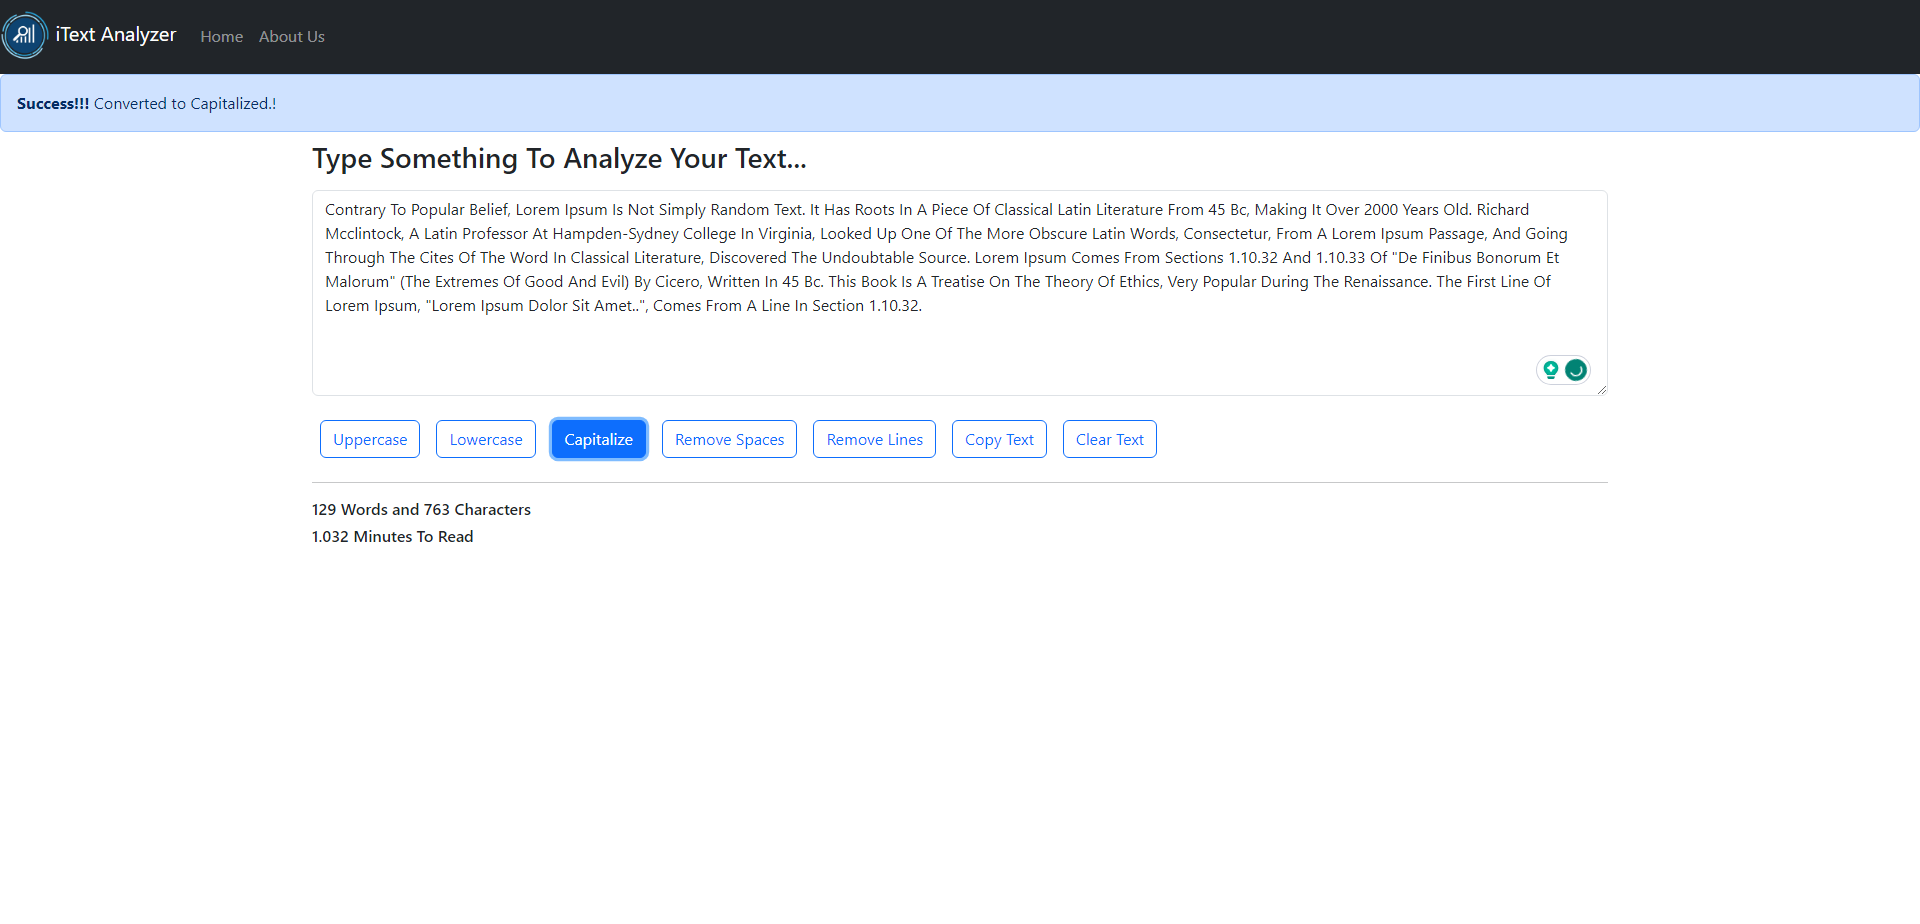 iText Analyzer Home About Us
Success!!! Converted to Capitalized.!
Type Something To Analyze Your Text...
Contrary To Popular Belief, Lorem Ipsum Is Not Simply Random Text. It Has Roots In A Piece Of Classical Latin Literature From 45 Bc, Making It Over 2000 Years Old. Richard
Mcclintock, A Latin Professor At Hampden-Sydney College In Virginia, Looked Up One Of The More Obscure Latin Words, Consectetur, From A Lorem Ipsum Passage, And Going
Through The Cites Of The Word In Classical Literature, Discovered The Undoubtable Source. Lorem Ipsum Comes From Sections 1.10.32 And 1.10.33 Of "De Finibus Bonorum Et
Malorum" (The Extremes Of Good And Evil) By Cicero, Written In 45 Bc. This Book Is A Treatise On The Theory Of Ethics, Very Popular During The Renaissance. The First Line Of
Lorem Ipsum, "Lorem Ipsum Dolor Sit Amet..", Comes From A Line In Section 1.10.32.
Uppercase Lowercase Capitalize Remove Spaces Remove Lines Copy Text Clear Text
129 Words and 763 Characters
1.032 Minutes To Read